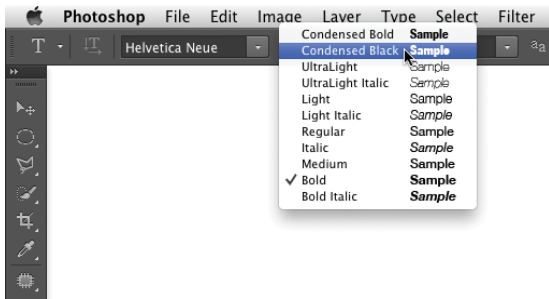 Photoshop File Edit Image Layer Type Select Filter
T T Helvetica Neue aa
Condensed Bold Sample
Condensed Black Sample
UltraLight Sample
UltraLight Italic Sample
Light Sample
Light Italic Sample
Regular Sample
Italic Sample
Medium Sample
✓ Bold Sample
Bold Italic Sample